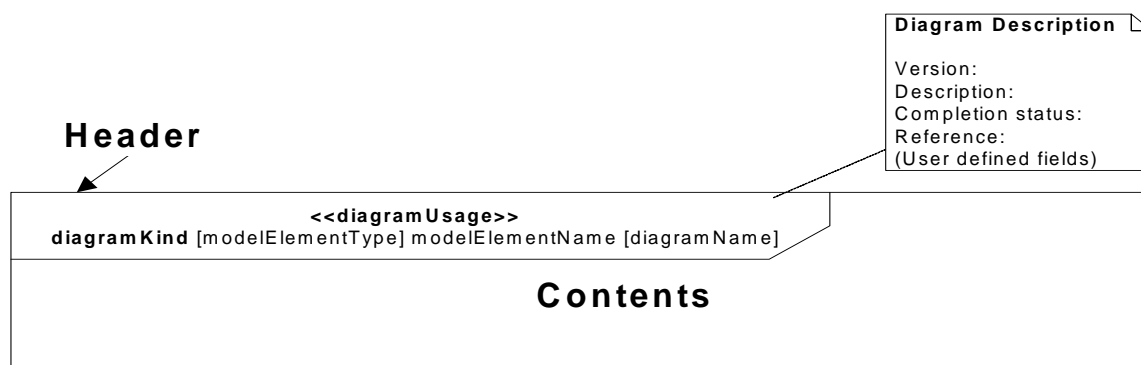 Diagram Description
Version:
Description:
Completion status:
Reference:
(User defined fields)
Header
<<diagramUsage>>
diagramKind [modelElementType] modelElementName [diagramName]
Contents